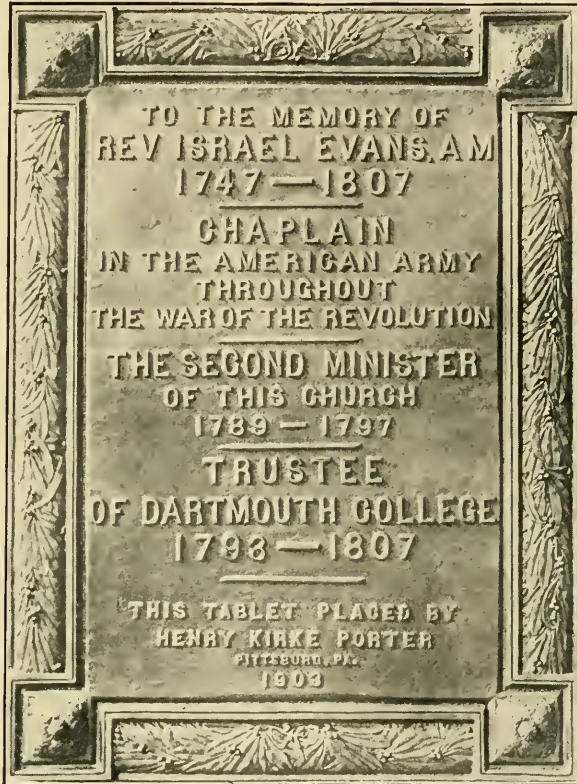 TO THE MEMORY OF
REV ISRAEL EVANS, A M
1747—1807
CHAPLAIN
IN THE AMERICAN ARMY
THROUGHOUT
THE WAR OF THE REVOLUTION
THE SECOND MINISTER
OF THIS CHURCH
1789—1797
TRUSTEE
OF DARTMOUTH COLLEGE
1793—1807
THIS TABLET PLACED BY
HENRY KIRKE PORTER
PITTSBURG, PA.
1903